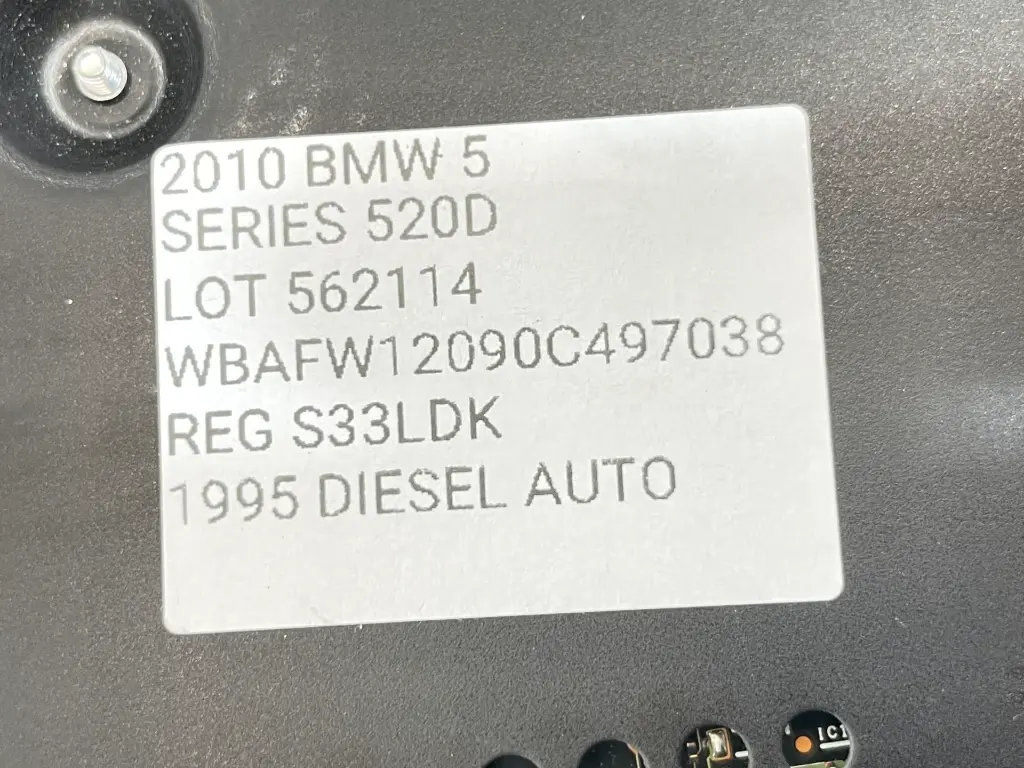 2010 BMW 5
SERIES 520D
LOT 562114
WBAFW12090C497038
REG S33LDK
1995 DIESEL AUTO